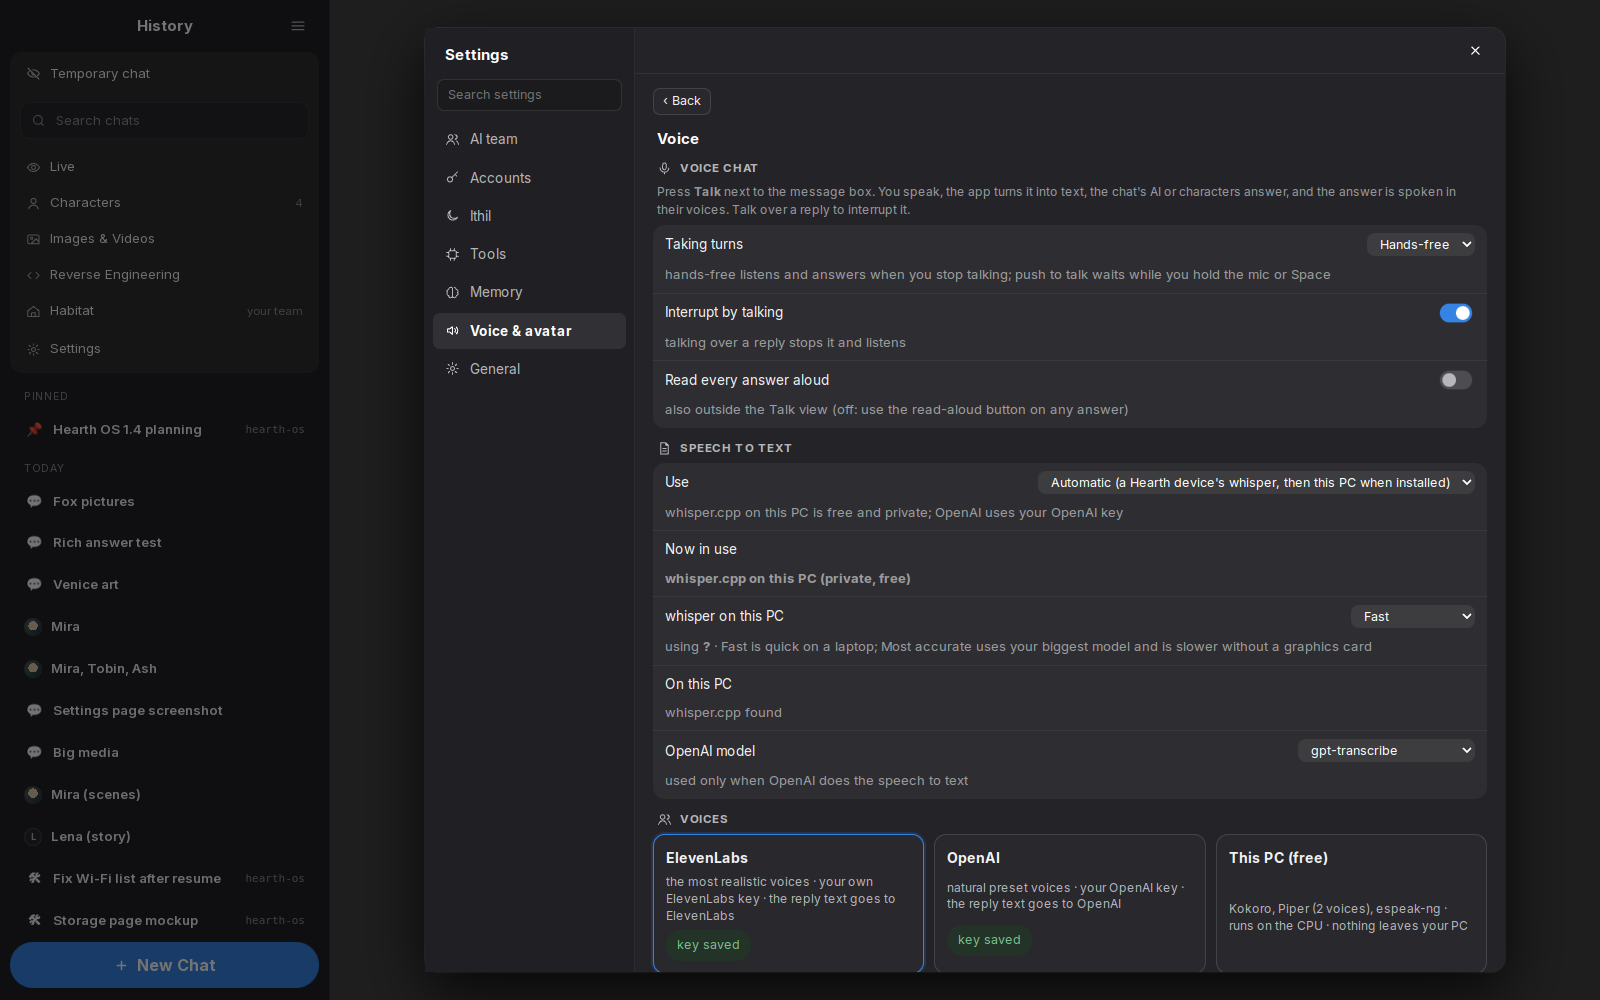 History
Temporary chat
Search chats
Live
Characters 4
Images & Videos
Reverse Engineering
Habitat your team
Settings
PINNED
Hearth OS 1.4 planning hearth-os
TODAY
Fox pictures
Rich answer test
Venice art
Mira
Mira, Tobin, Ash
Settings page screenshot
Big media
Mira (scenes)
L Lena (story)
Fix Wi-Fi list after resume hearth-os
Storage page mockup hearth-os
+ New Chat
Settings
Search settings
AI team
Accounts
Ithil
Tools
Memory
Voice & avatar
General
‹ Back
Voice
VOICE CHAT
Press Talk next to the message box. You speak, the app turns it into text, the chat's AI or characters answer, and the answer is spoken in
their voices. Talk over a reply to interrupt it.
Taking turns Hands-free
hands-free listens and answers when you stop talking; push to talk waits while you hold the mic or Space
Interrupt by talking
talking over a reply stops it and listens
Read every answer aloud
also outside the Talk view (off: use the read-aloud button on any answer)
SPEECH TO TEXT
Use Automatic (a Hearth device's whisper, then this PC when installed)
whisper.cpp on this PC is free and private; OpenAI uses your OpenAI key
Now in use
whisper.cpp on this PC (private, free)
whisper on this PC Fast
using ? · Fast is quick on a laptop; Most accurate uses your biggest model and is slower without a graphics card
On this PC
whisper.cpp found
OpenAI model gpt-transcribe
used only when OpenAI does the speech to text
VOICES
ElevenLabs
the most realistic voices · your own
ElevenLabs key · the reply text goes to
ElevenLabs
key saved
OpenAI
natural preset voices · your OpenAI key ·
the reply text goes to OpenAI
key saved
This PC (free)
Kokoro, Piper (2 voices), espeak-ng ·
runs on the CPU · nothing leaves your PC